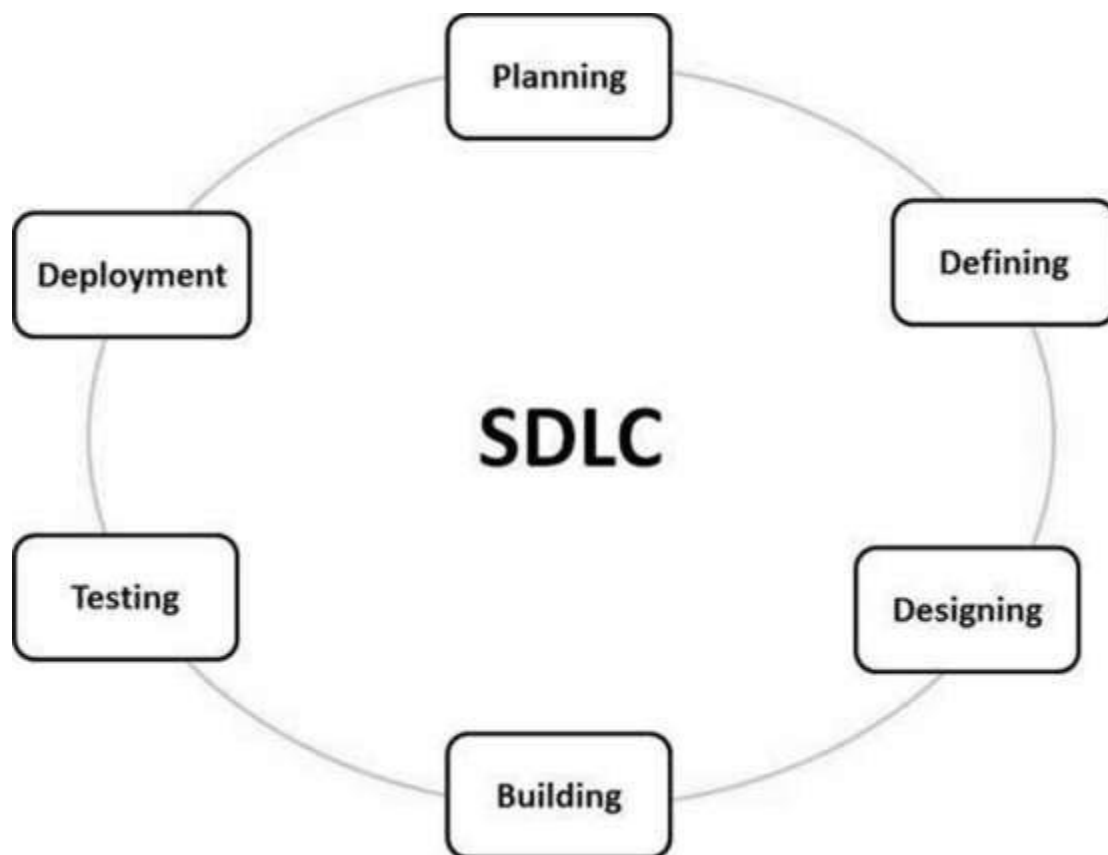 Planning
Defining
Designing
Building
Testing
Deployment
SDLC